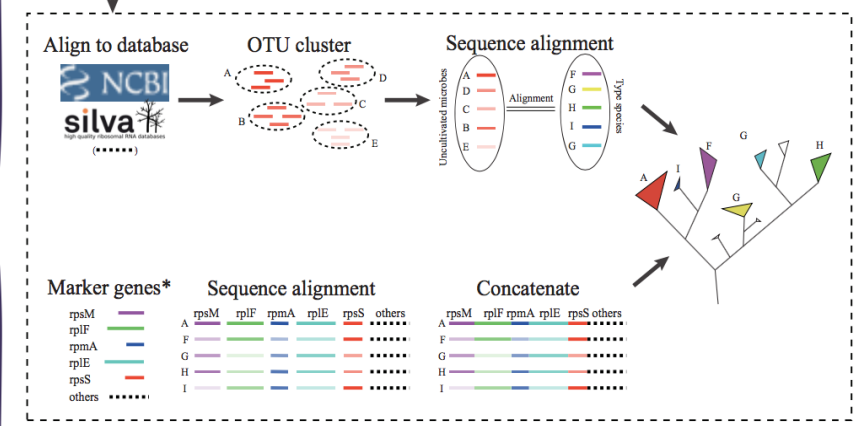 Align to database
OTU cluster
Sequence alignment
NCBI
silva
high quality ribosomal RNA databases
( )
A
D
C
B
E
Uncultivated microbes
A
D
C
B
E
Alignment
F
G
H
I
G
Type species
A
I
F
G
G
H
Marker genes*
rpsM
rplF
rpmA
rplE
rpsS
others
Sequence alignment
rpsM rplF rpmA rplE rpsS others
A
F
G
H
I
Concatenate
rpsM rplF rpmA rplE rpsS others
A
F
G
H
I